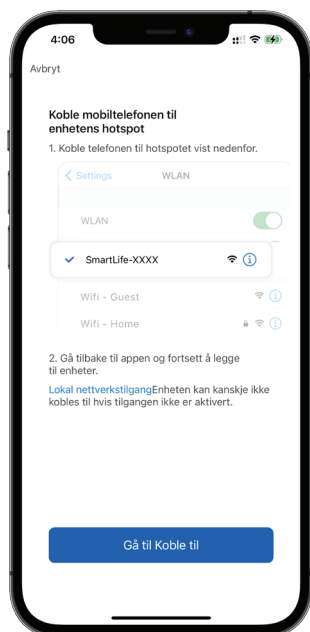 4:06
Avbryt
Koble mobiltelefonen til
enhetens hotspot
1. Koble telefonen til hotspotet vist nedenfor.
Settings WLAN
WLAN
SmartLife-XXXX
Wifi - Guest
Wifi - Home
2. Gå tilbake til appen og fortsett å legge
til enheter.
Lokal nettverkstilgangEnheten kan kanskje ikke
kobles til hvis tilgangen ikke er aktivert.
Gå til Koble til